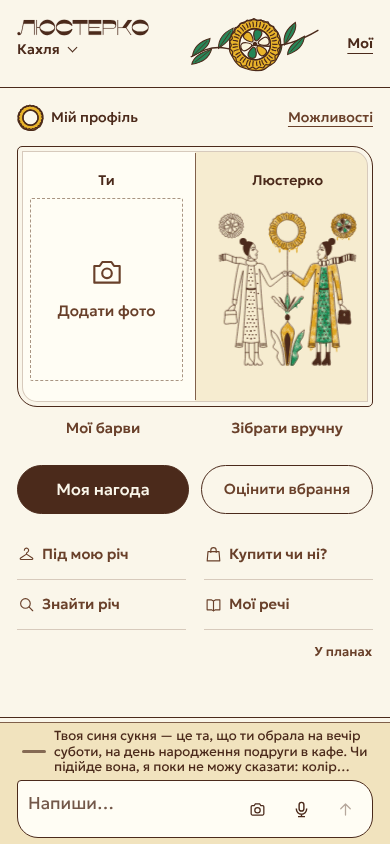 ЛЮСТЕРКО
Кахля
Мої
Мій профіль
Можливості
Ти
Люстерко
Додати фото
Мої барви
Зібрати вручну
Моя нагода
Оцінити вбрання
Під мою річ
Купити чи ні?
Знайти річ
Мої речі
У планах
Твоя синя сукня — це та, що ти обрала на вечір
суботи, на день народження подруги в кафе. Чи
підійде вона, я поки не можу сказати: колір…
Напиши…